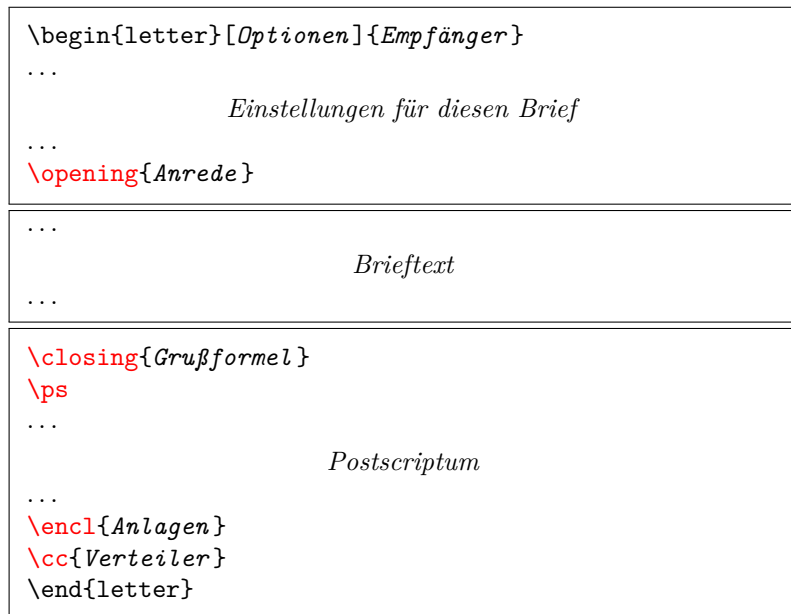 \begin{letter}[Optionen]{Empfänger}
...
Einstellungen für diesen Brief
...
\opening{Anrede}
...
Brieftext
...
\closing{Grußformel}
\ps
...
Postscriptum
...
\encl{Anlagen}
\cc{Verteiler}
\end{letter}